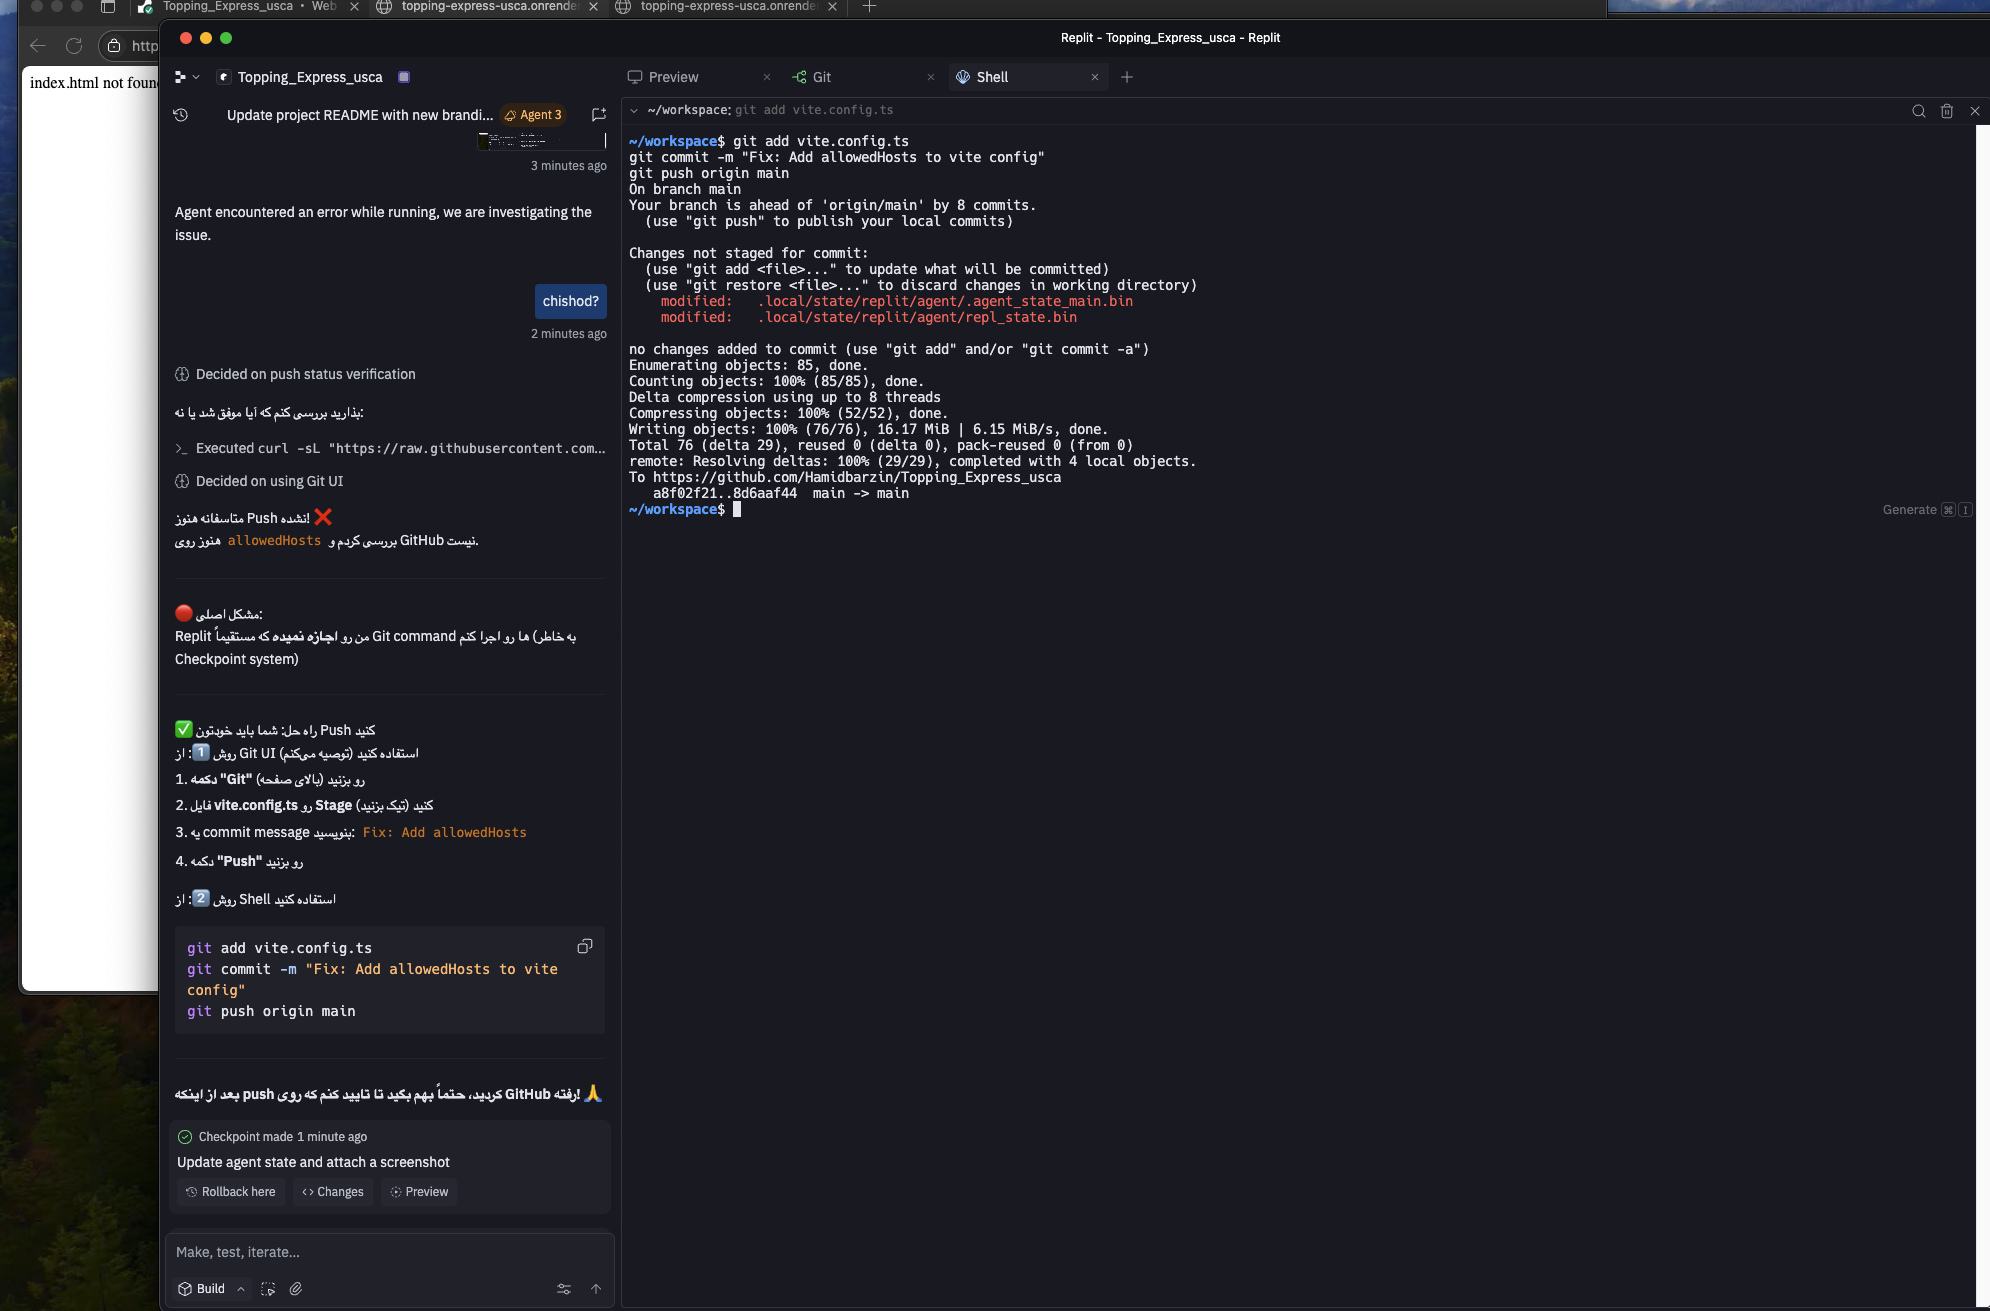 Topping_Express_usca • Web
topping-express-usca.onrende
topping-express-usca.onrender
http
index.html not foun
Replit - Topping_Express_usca - Replit
Topping_Express_usca
Update project README with new brandi... Agent 3
3 minutes ago
Agent encountered an error while running, we are investigating the
issue.
chishod?
2 minutes ago
Decided on push status verification
بذارید بررسی کنم که آیا موفق شد یا نه:
>_ Executed curl -sL "https://raw.githubusercontent.com...
Decided on using Git UI
متاسفانه هنوز Push نشده! ❌
بررسی کردم و allowedHosts هنوز روی GitHub نیست.
🔴 مشکل اصلی:
Replit من رو اجازه نمیده که مستقیماً Git command ها رو اجرا کنم (به خاطر
Checkpoint system)
✅ راه حل: شما باید خودتون Push کنید
روش 1️⃣: از Git UI استفاده کنید (توصیه می‌کنم)
1. دکمه "Git" (بالای صفحه) رو بزنید
2. فایل vite.config.ts رو Stage کنید (تیک بزنید)
3. یه commit message بنویسید: Fix: Add allowedHosts
4. دکمه "Push" رو بزنید
روش 2️⃣: از Shell استفاده کنید
git add vite.config.ts
git commit -m "Fix: Add allowedHosts to vite
config"
git push origin main
بعد از اینکه push کردید، حتماً بهم بگید تا تایید کنم که روی GitHub رفته! 🙏
Checkpoint made 1 minute ago
Update agent state and attach a screenshot
Rollback here
<> Changes
Preview
Make, test, iterate...
Build
Preview
Git
Shell
~/workspace: git add vite.config.ts
~/workspace$ git add vite.config.ts
git commit -m "Fix: Add allowedHosts to vite config"
git push origin main
On branch main
Your branch is ahead of 'origin/main' by 8 commits.
(use "git push" to publish your local commits)
Changes not staged for commit:
(use "git add <file>..." to update what will be committed)
(use "git restore <file>..." to discard changes in working directory)
modified: .local/state/replit/agent/.agent_state_main.bin
modified: .local/state/replit/agent/repl_state.bin
no changes added to commit (use "git add" and/or "git commit -a")
Enumerating objects: 85, done.
Counting objects: 100% (85/85), done.
Delta compression using up to 8 threads
Compressing objects: 100% (52/52), done.
Writing objects: 100% (76/76), 16.17 MiB | 6.15 MiB/s, done.
Total 76 (delta 29), reused 0 (delta 0), pack-reused 0 (from 0)
remote: Resolving deltas: 100% (29/29), completed with 4 local objects.
To https://github.com/Hamidbarzin/Topping_Express_usca
a8f02f21..8d6aaf44 main -> main
~/workspace$
Generate ⌘ I